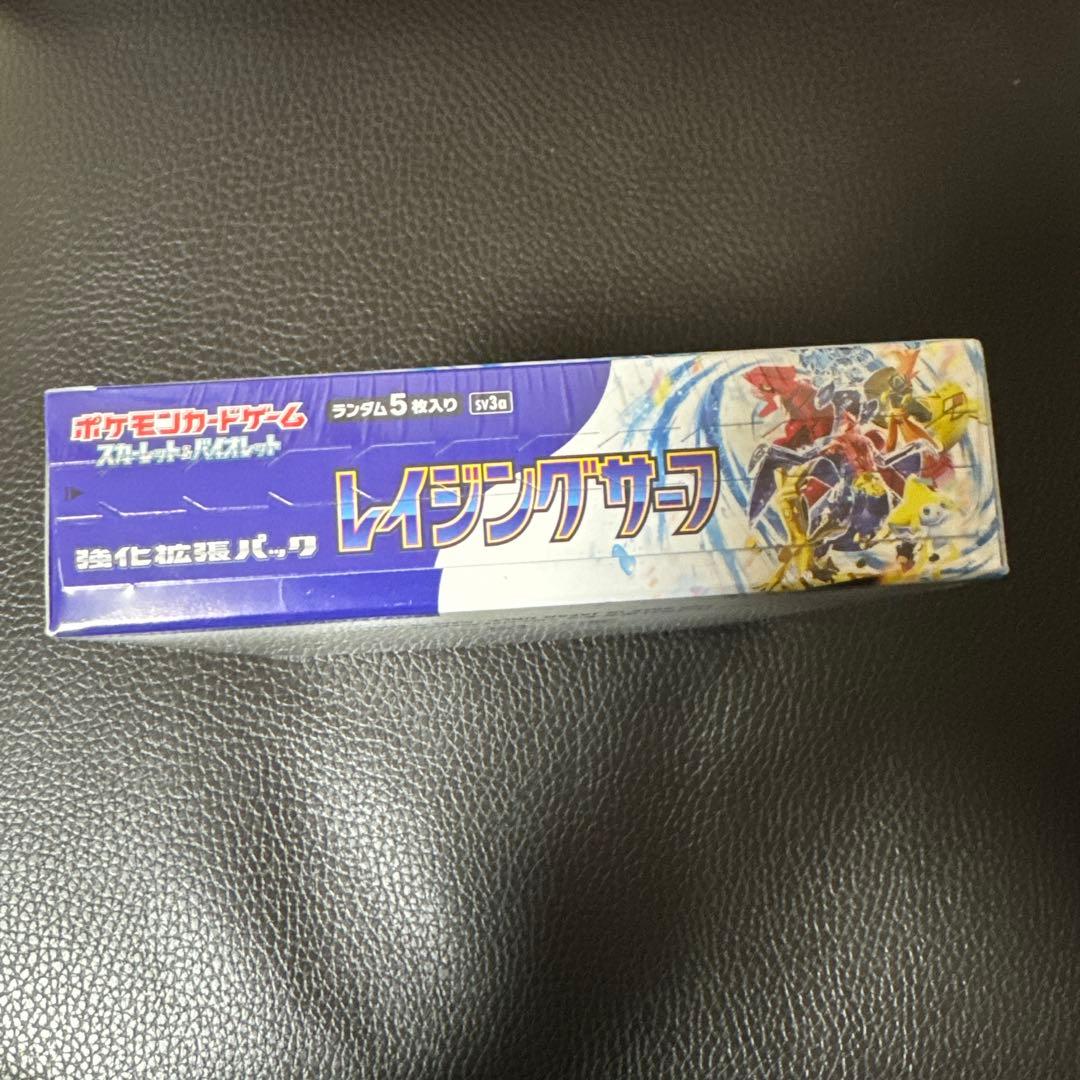 ポケモンカードゲーム
スカーレット&バイオレット
ランダム5枚入り
sv3a
レイジングサーフ
強化拡張パック